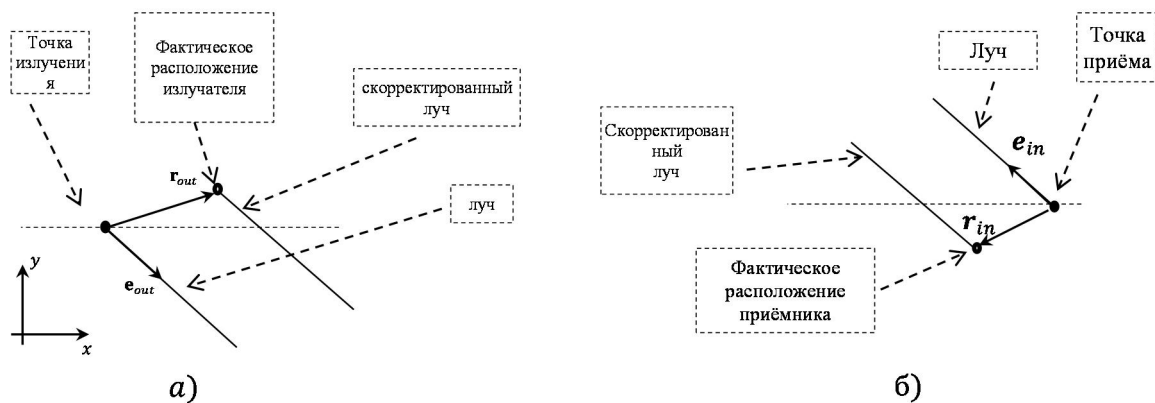 Точка
излучени
я
Фактическое
расположение
излучателя
скорректированный
луч
r_out
луч
e_out
y
x
а)
Луч
Точка
приёма
Скорректирован
ный
луч
e_in
r_in
Фактическое
расположение
приёмника
б)